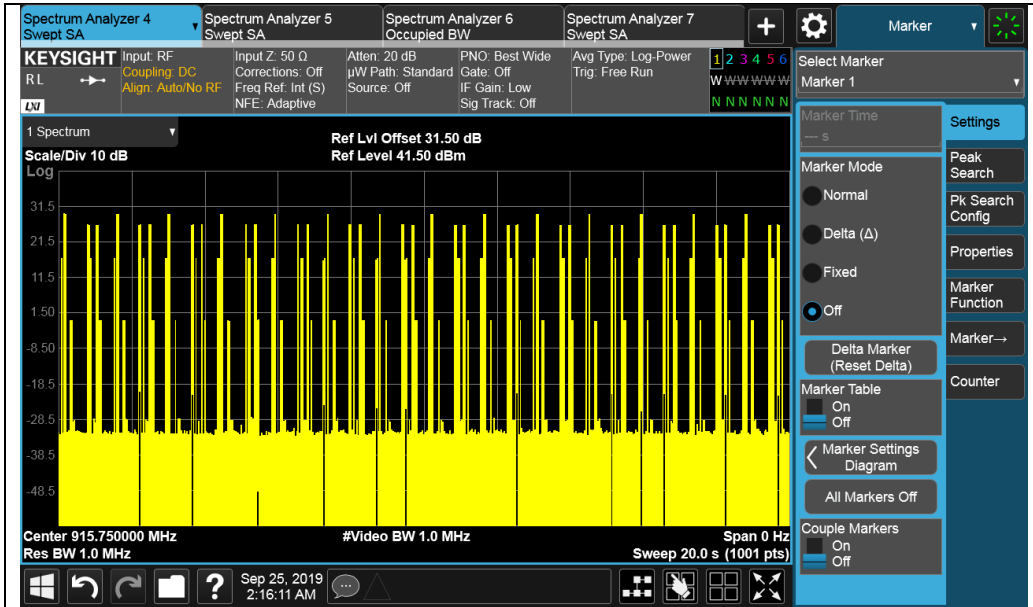 Spectrum Analyzer 4
Swept SA
Spectrum Analyzer 5
Swept SA
Spectrum Analyzer 6
Occupied BW
Spectrum Analyzer 7
Swept SA
+
Marker
KEYSIGHT
R L
LXI
Input: RF
Coupling: DC
Align: Auto/No RF
Input Z: 50 Ω
Corrections: Off
Freq Ref: Int (S)
NFE: Adaptive
Atten: 20 dB
µW Path: Standard
Source: Off
PNO: Best Wide
Gate: Off
IF Gain: Low
Sig Track: Off
Avg Type: Log-Power
Trig: Free Run
1 2 3 4 5 6
W W W W W W
N N N N N N
Select Marker
Marker 1
1 Spectrum
Scale/Div 10 dB
Ref Lvl Offset 31.50 dB
Ref Level 41.50 dBm
Log
31.5
21.5
11.5
1.50
-8.50
-18.5
-28.5
-38.5
-48.5
Center 915.750000 MHz
Res BW 1.0 MHz
#Video BW 1.0 MHz
Span 0 Hz
Sweep 20.0 s (1001 pts)
Marker Time
--- s
Marker Mode
Normal
Delta (Δ)
Fixed
Off
Delta Marker
(Reset Delta)
Marker Table
On
Off
Marker Settings
Diagram
All Markers Off
Couple Markers
On
Off
Settings
Peak
Search
Pk Search
Config
Properties
Marker
Function
Marker→
Counter
?
Sep 25, 2019
2:16:11 AM